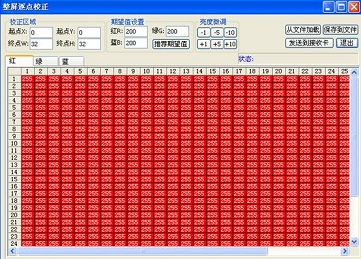 整屏逐点校正
校正区域 期望值设置 亮度微调
起点X: 0 起点Y: 0 红R: 200 绿G: 200 -1 -5 -10 从文件加载 保存到文件
终点W: 32 终点H: 32 蓝B: 200 推荐期望值 +1 +5 +10 发送到接收卡 退出
红 绿 蓝 状态:
1 2 3 4 5 6 7 8 9 10 11 12 13 14 15 16 17 18 19 20 21 22 23 24 25
1 255 255 255 255 255 255 255 255 255 255 255 255 255 255 255 255 255 255 255 255 255 255 255 255 255
2 255 255 255 255 255 255 255 255 255 255 255 255 255 255 255 255 255 255 255 255 255 255 255 255 255
3 255 255 255 255 255 255 255 255 255 255 255 255 255 255 255 255 255 255 255 255 255 255 255 255 255
4 255 255 255 255 255 255 255 255 255 255 255 255 255 255 255 255 255 255 255 255 255 255 255 255 255
5 255 255 255 255 255 255 255 255 255 255 255 255 255 255 255 255 255 255 255 255 255 255 255 255 255
6 255 255 255 255 255 255 255 255 255 255 255 255 255 255 255 255 255 255 255 255 255 255 255 255 255
7 255 255 255 255 255 255 255 255 255 255 255 255 255 255 255 255 255 255 255 255 255 255 255 255 255
8 255 255 255 255 255 255 255 255 255 255 255 255 255 255 255 255 255 255 255 255 255 255 255 255 255
9 255 255 255 255 255 255 255 255 255 255 255 255 255 255 255 255 255 255 255 255 255 255 255 255 255
10 255 255 255 255 255 255 255 255 255 255 255 255 255 255 255 255 255 255 255 255 255 255 255 255 255
11 255 255 255 255 255 255 255 255 255 255 255 255 255 255 255 255 255 255 255 255 255 255 255 255 255
12 255 255 255 255 255 255 255 255 255 255 255 255 255 255 255 255 255 255 255 255 255 255 255 255 255
13 255 255 255 255 255 255 255 255 255 255 255 255 255 255 255 255 255 255 255 255 255 255 255 255 255
14 255 255 255 255 255 255 255 255 255 255 255 255 255 255 255 255 255 255 255 255 255 255 255 255 255
15 255 255 255 255 255 255 255 255 255 255 255 255 255 255 255 255 255 255 255 255 255 255 255 255 255
16 255 255 255 255 255 255 255 255 255 255 255 255 255 255 255 255 255 255 255 255 255 255 255 255 255
17 255 255 255 255 255 255 255 255 255 255 255 255 255 255 255 255 255 255 255 255 255 255 255 255 255
18 255 255 255 255 255 255 255 255 255 255 255 255 255 255 255 255 255 255 255 255 255 255 255 255 255
19 255 255 255 255 255 255 255 255 255 255 255 255 255 255 255 255 255 255 255 255 255 255 255 255 255
20 255 255 255 255 255 255 255 255 255 255 255 255 255 255 255 255 255 255 255 255 255 255 255 255 255
21 255 255 255 255 255 255 255 255 255 255 255 255 255 255 255 255 255 255 255 255 255 255 255 255 255
22 255 255 255 255 255 255 255 255 255 255 255 255 255 255 255 255 255 255 255 255 255 255 255 255 255
23 255 255 255 255 255 255 255 255 255 255 255 255 255 255 255 255 255 255 255 255 255 255 255 255 255
24 255 255 255 255 255 255 255 255 255 255 255 255 255 255 255 255 255 255 255 255 255 255 255 255 255